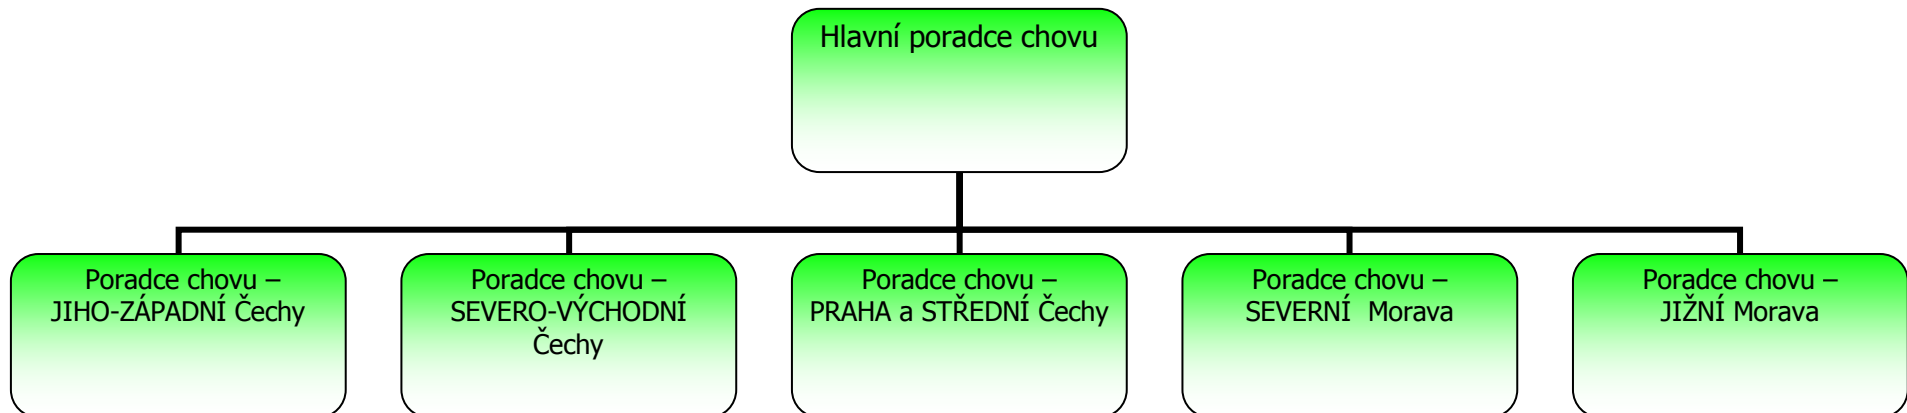 Hlavní poradce chovu
Poradce chovu –
JIHO-ZÁPADNÍ Čechy
Poradce chovu –
SEVERO-VÝCHODNÍ
Čechy
Poradce chovu –
PRAHA a STŘEDNÍ Čechy
Poradce chovu –
SEVERNÍ  Morava
Poradce chovu –
JIŽNÍ Morava